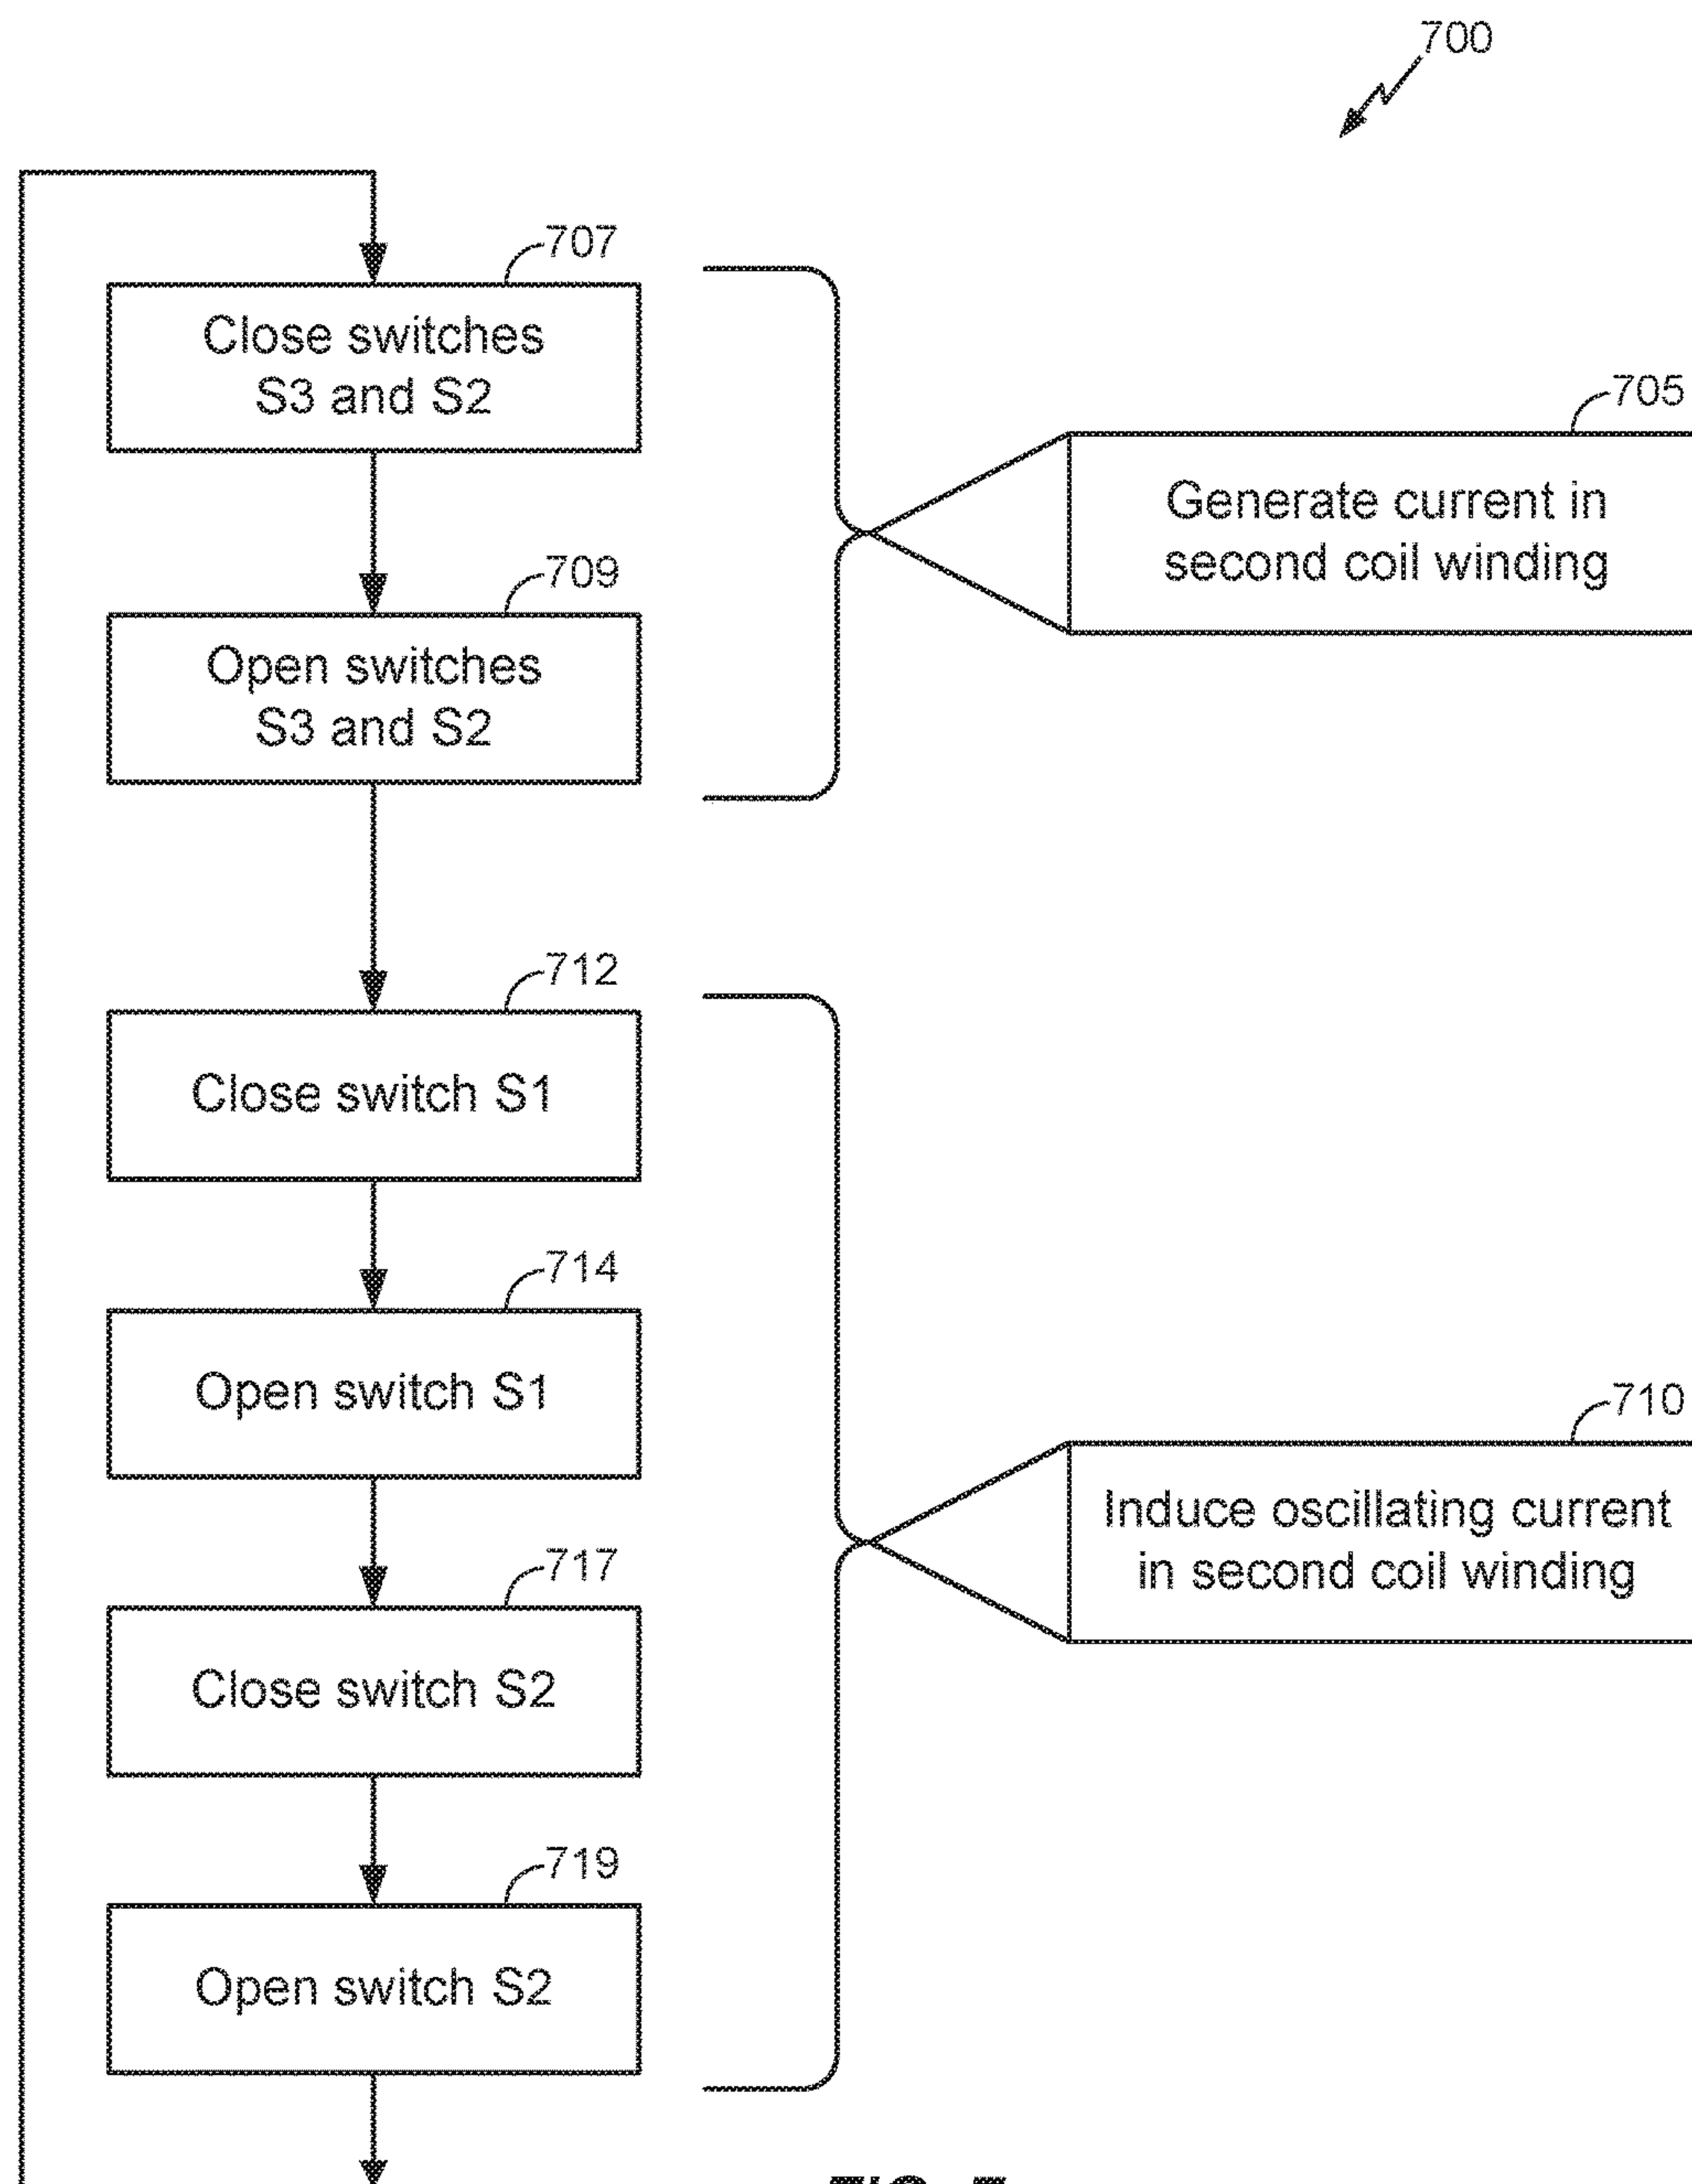 700
707
Close switches
S3 and S2
705
Generate current in
second coil winding
709
Open switches
S3 and S2
712
Close switch S1
714
Open switch S1
710
Induce oscillating current
in second coil winding
717
Close switch S2
719
Open switch S2